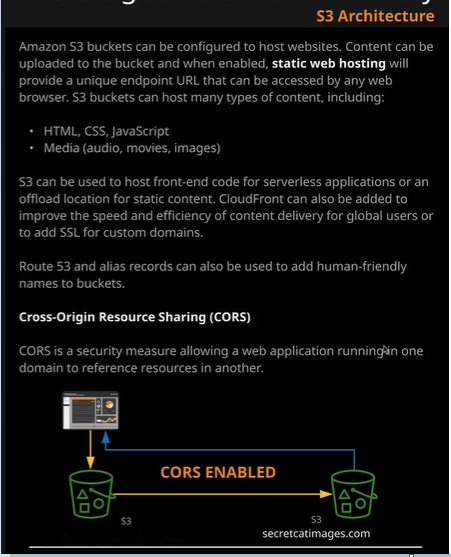 S3 Architecture
Amazon S3 buckets can be configured to host websites. Content can be
uploaded to the bucket and when enabled, static web hosting will
provide a unique endpoint URL that can be accessed by any web
browser. S3 buckets can host many types of content, including:
• HTML, CSS, JavaScript
• Media (audio, movies, images)
S3 can be used to host front-end code for serverless applications or an
offload location for static content. CloudFront can also be added to
improve the speed and efficiency of content delivery for global users or
to add SSL for custom domains.
Route 53 and alias records can also be used to add human-friendly
names to buckets.
Cross-Origin Resource Sharing (CORS)
CORS is a security measure allowing a web application running in one
domain to reference resources in another.
CORS ENABLED
S3
S3
secretcatimages.com